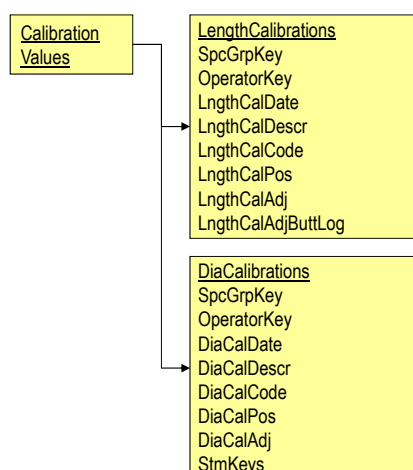 Calibration
Values
LengthCalibrations
SpcGrpKey
OperatorKey
LngthCalDate
LngthCalDescr
LngthCalCode
LngthCalPos
LngthCalAdj
LngthCalAdjButtLog
DiaCalibrations
SpcGrpKey
OperatorKey
DiaCalDate
DiaCalDescr
DiaCalCode
DiaCalPos
DiaCalAdj
StmKeys